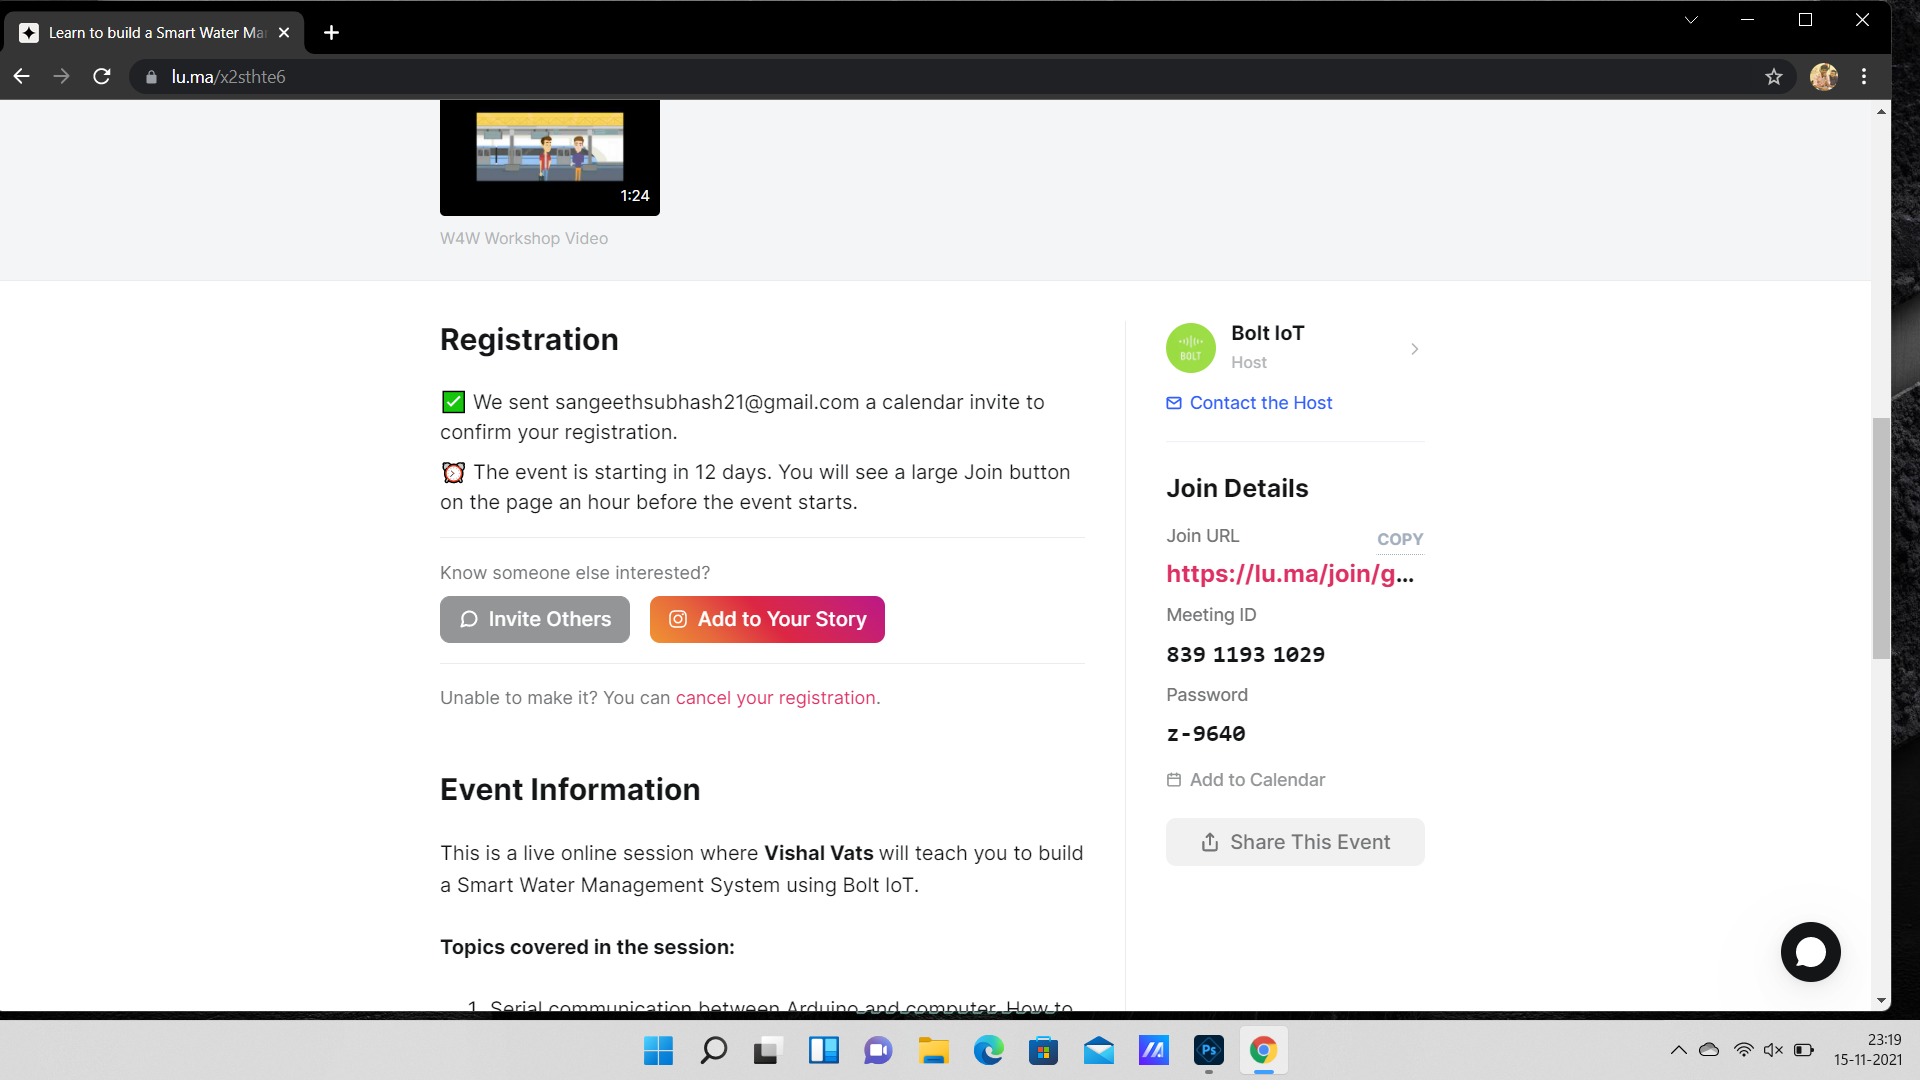 Learn to build a Smart Water Ma
lu.ma/x2sthte6
1:24
W4W Workshop Video
Registration
We sent sangeethsubhash21@gmail.com a calendar invite to
confirm your registration.
The event is starting in 12 days. You will see a large Join button
on the page an hour before the event starts.
Know someone else interested?
Invite Others
Add to Your Story
Unable to make it? You can cancel your registration.
Event Information
This is a live online session where Vishal Vats will teach you to build
a Smart Water Management System using Bolt IoT.
Topics covered in the session:
1. Serial communication between Arduino and computer. How to
BOLT
Bolt IoT
Host
Contact the Host
Join Details
Join URL
COPY
https://lu.ma/join/g...
Meeting ID
839 1193 1029
Password
z-9640
Add to Calendar
Share This Event
Ps
23:19
15-11-2021